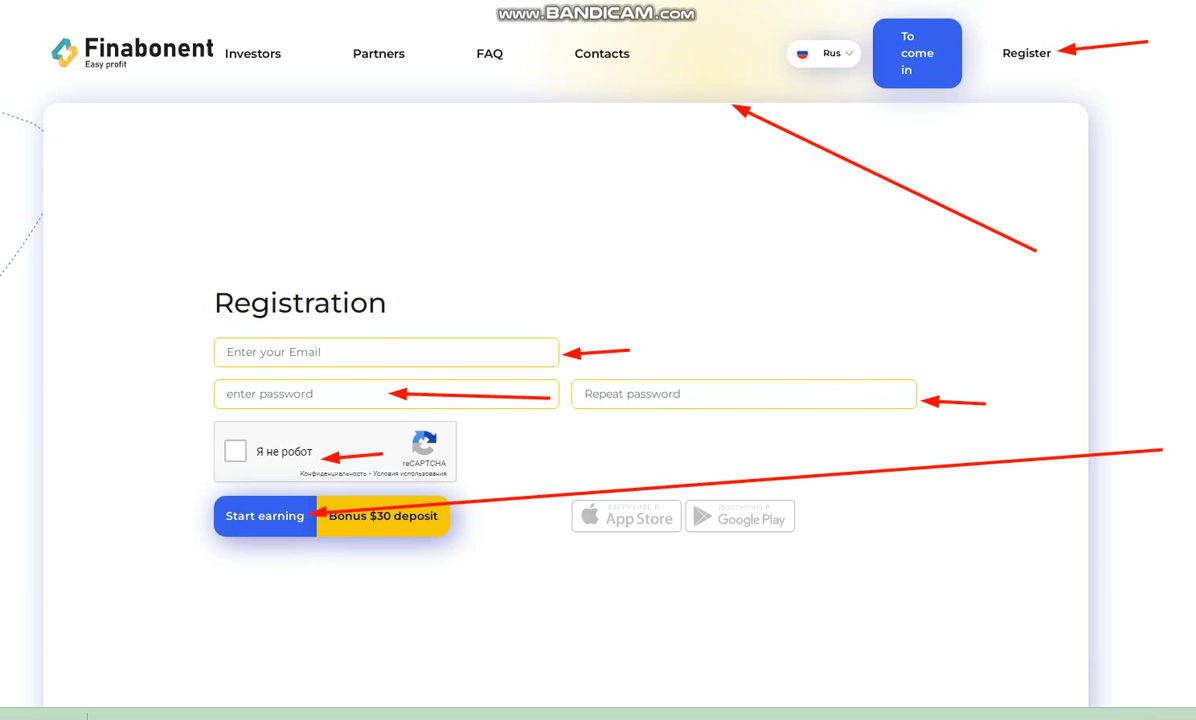 www.BANDICAM.com
Finabonent
Easy profit
Investors
Partners
FAQ
Contacts
Rus
To
come
in
Register
Registration
Enter your Email
enter password
Repeat password
Я не робот
reCAPTCHA
Конфиденциальность - Условия использования
Start earning
Bonus $30 deposit
ЗАГРУЗИТЕ В
App Store
ДОСТУПНО В
Google Play